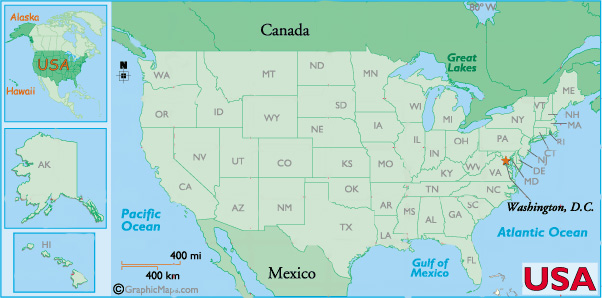 Alaska
USA
Hawaii
AK
HI
Canada
80° W
Great
Lakes
N
WA
MT
ND
MN
ME
OR
ID
WY
SD
WI
MI
NY
VT
NH
MA
NE
IA
PA
RI
CT
NV
UT
CO
KS
MO
IL
IN
OH
NJ
DE
MD
WV
VA
KY
CA
AZ
NM
OK
AR
TN
NC
SC
MS
AL
GA
TX
LA
FL
Washington, D.C.
Pacific
Ocean
Atlantic Ocean
400 mi
400 km
Mexico
Gulf of
Mexico
©GraphicMaps.com
USA